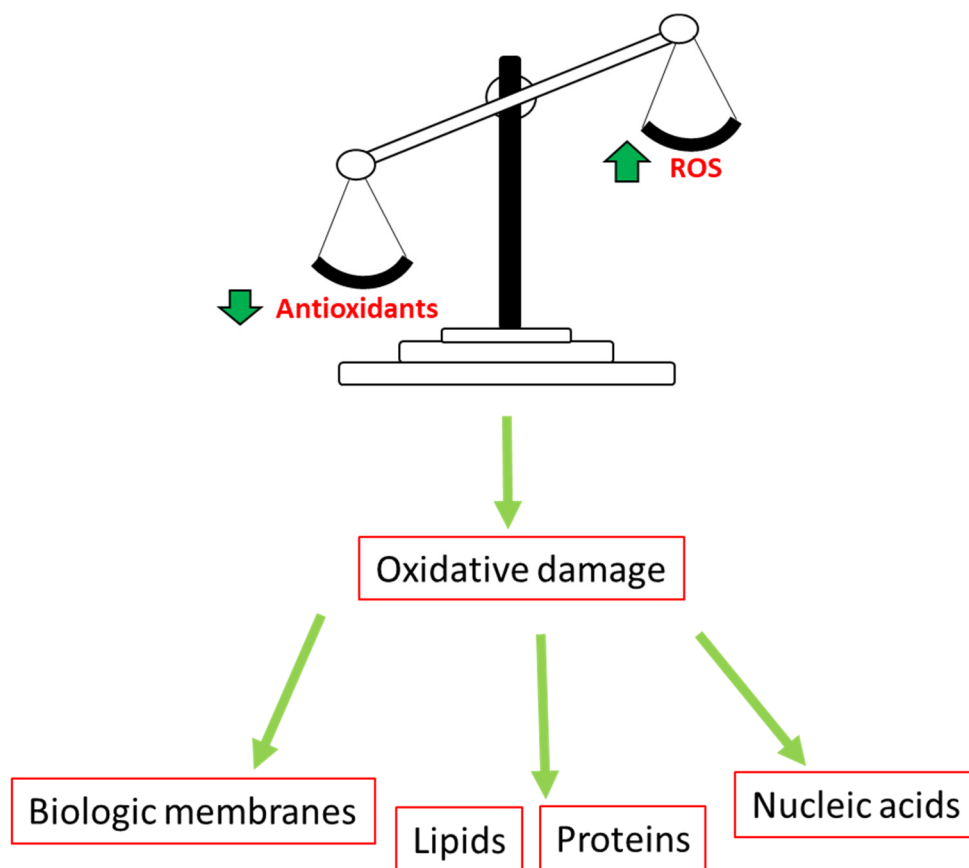 ROS
Antioxidants
Oxidative damage
Biologic membranes
Lipids
Proteins
Nucleic acids